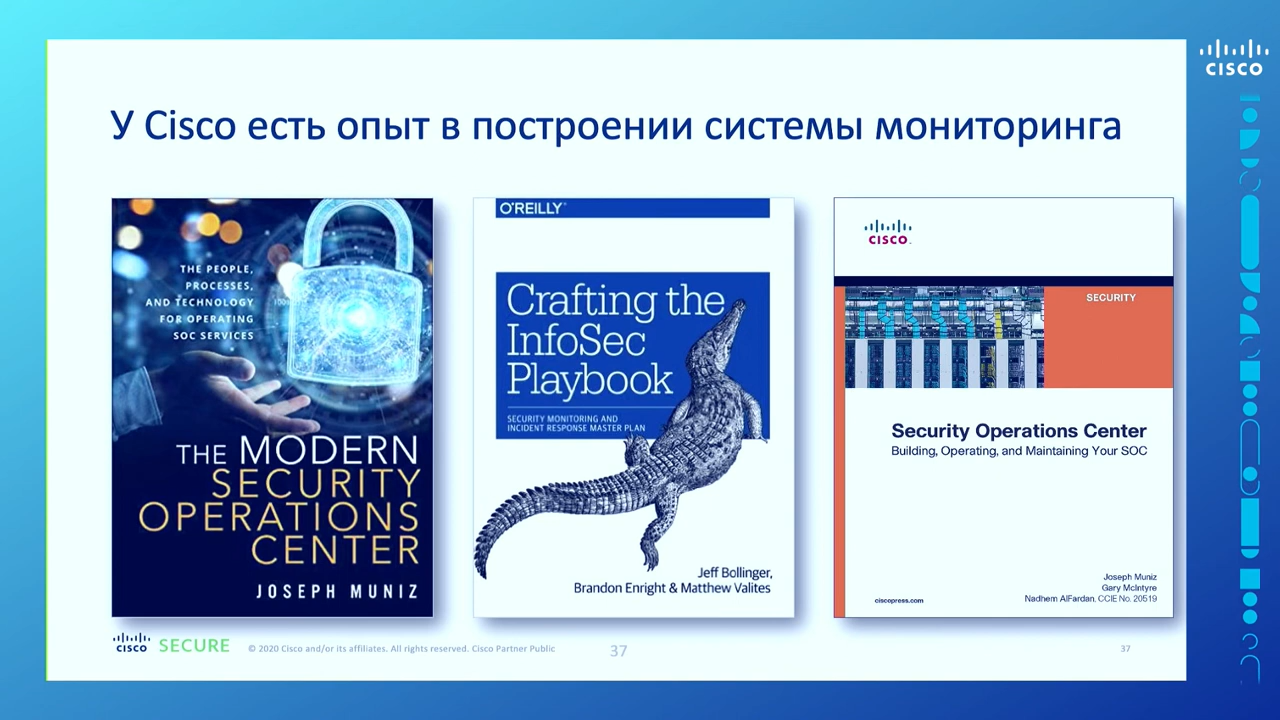 CISCO
У Cisco есть опыт в построении системы мониторинга
THE PEOPLE,
PROCESSES,
AND TECHNOLOGY
FOR OPERATING
SOC SERVICES
THE MODERN
SECURITY
OPERATIONS
CENTER
JOSEPH MUNIZ
O'REILLY®
Crafting the
InfoSec
Playbook
SECURITY MONITORING AND
INCIDENT RESPONSE MASTER PLAN
Jeff Bollinger,
Brandon Enright & Matthew Valites
CISCO.
SECURITY
Security Operations Center
Building, Operating, and Maintaining Your SOC
ciscopress.com
Joseph Muniz
Gary McIntyre
Nadhem AlFardan, CCIE No. 20519
CISCO SECURE © 2020 Cisco and/or its affiliates. All rights reserved. Cisco Partner Public 37 37